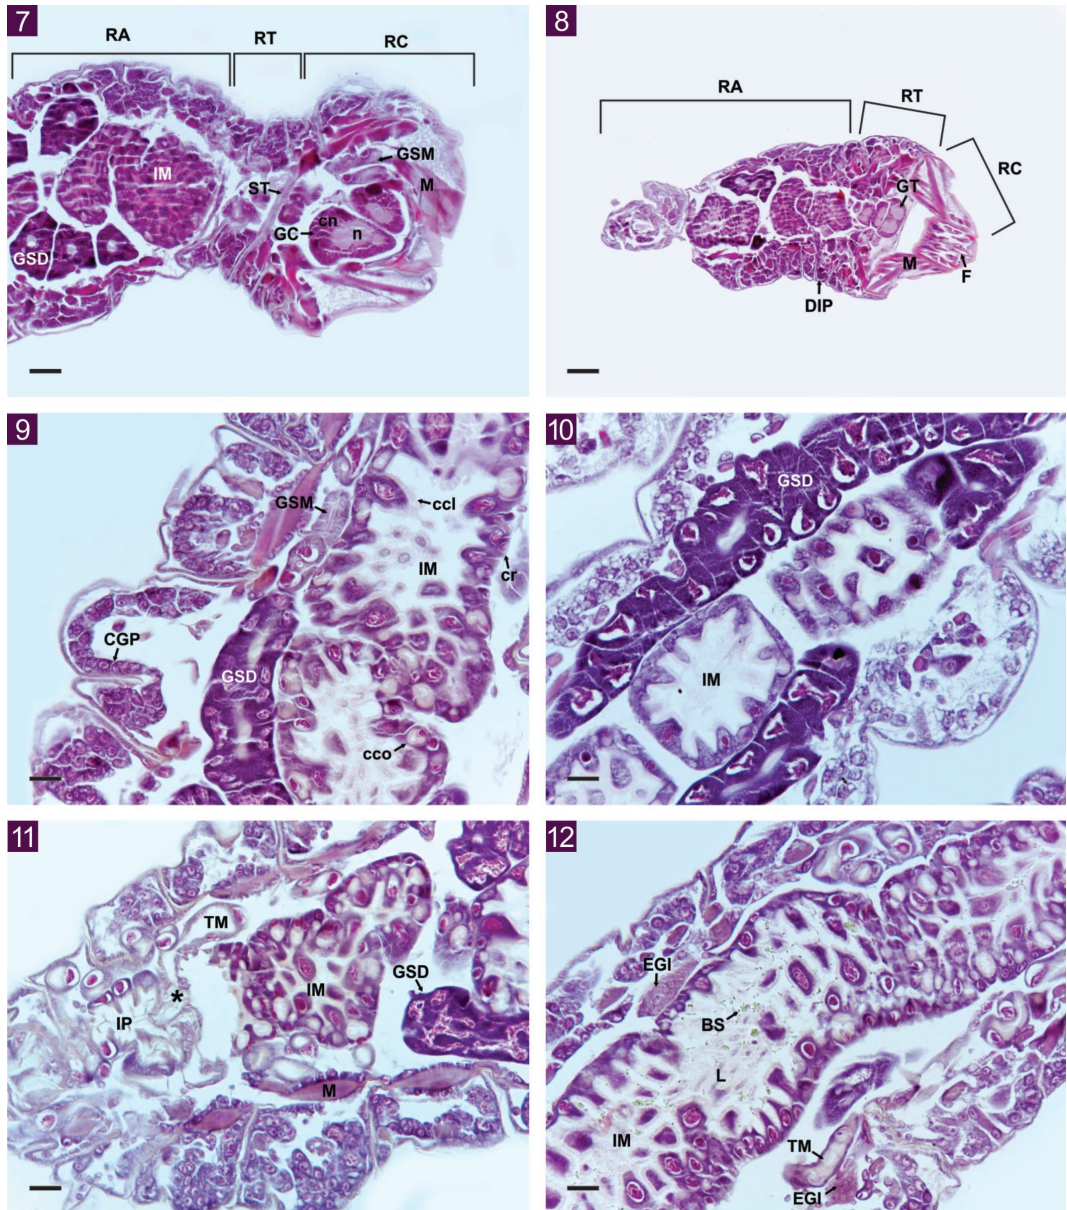 7
RA
RT
RC
GSM
M
IM
ST
cn
GC
n
GSD
8
RA
RT
RC
GT
M
F
DIP
9
GSM
ccl
IM
cr
CGP
GSD
cco
10
GSD
IM
11
TM
GSD
IM
*
IP
M
12
EGI
BS
L
IM
TM
EGI